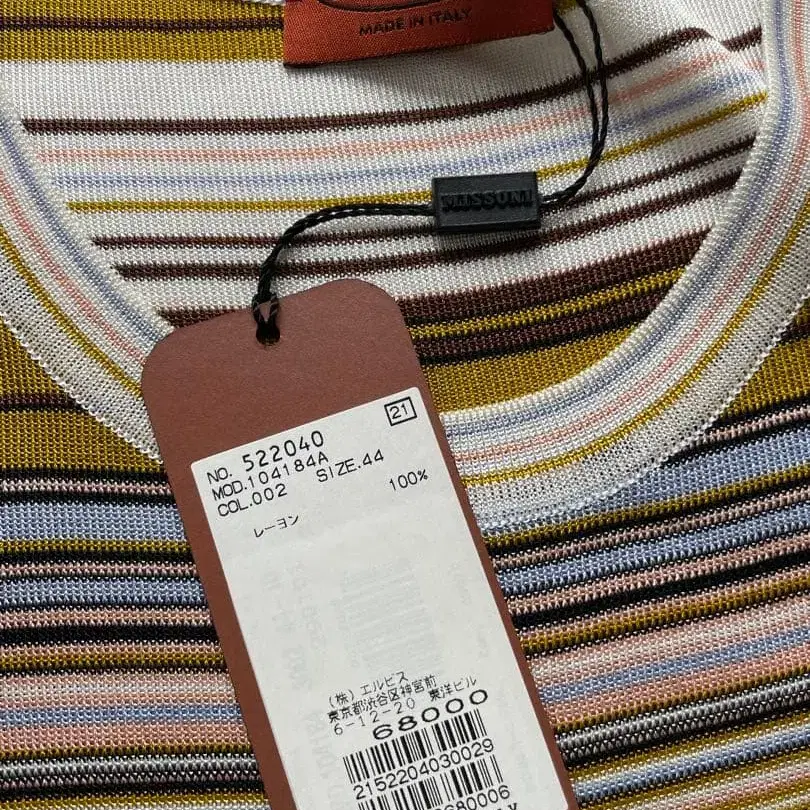 MADE IN ITALY
MISSONI
21
NO. 522040
MOD.104184A
COL.002 SIZE.44
レーヨン 100%
(株) エルビス
東京都渋谷区神宮前
6-12-20 東洋ビル
68000
2152204030029
680006